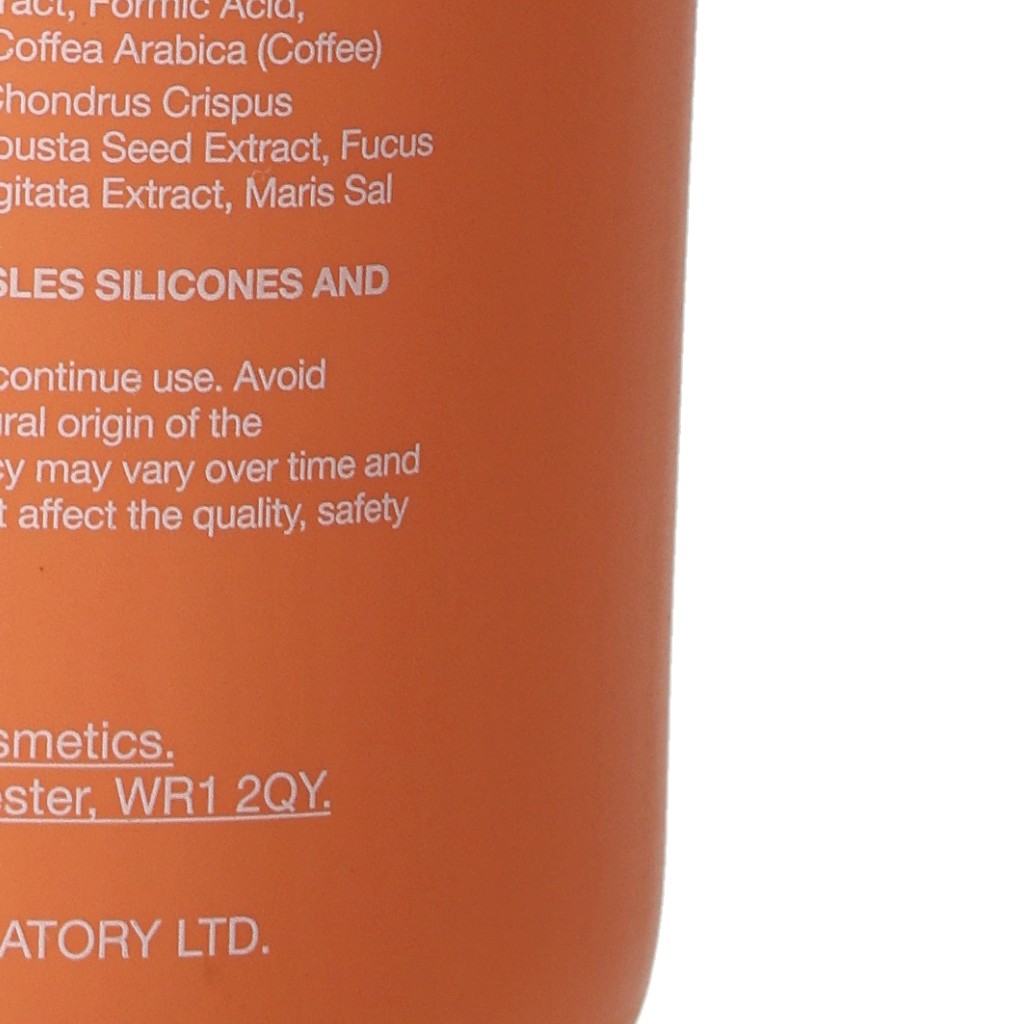 ract, Formic Acid,
Coffea Arabica (Coffee)
Chondrus Crispus
busta Seed Extract, Fucus
gitata Extract, Maris Sal
SLES SILICONES AND
continue use. Avoid
ural origin of the
cy may vary over time and
t affect the quality, safety
smetics.
ester, WR1 2QY.
ATORY LTD.